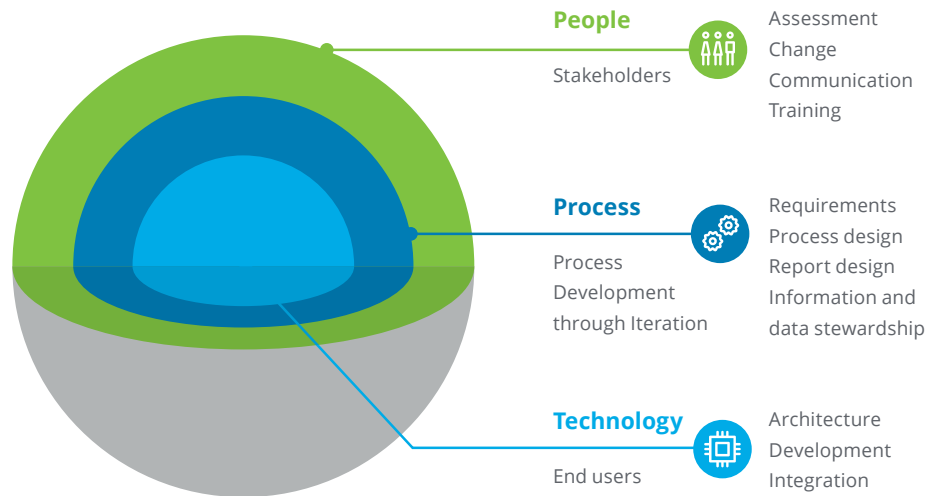 People
Stakeholders
Assessment
Change
Communication
Training
Process
Process
Development
through Iteration
Requirements
Process design
Report design
Information and
data stewardship
Technology
End users
Architecture
Development
Integration